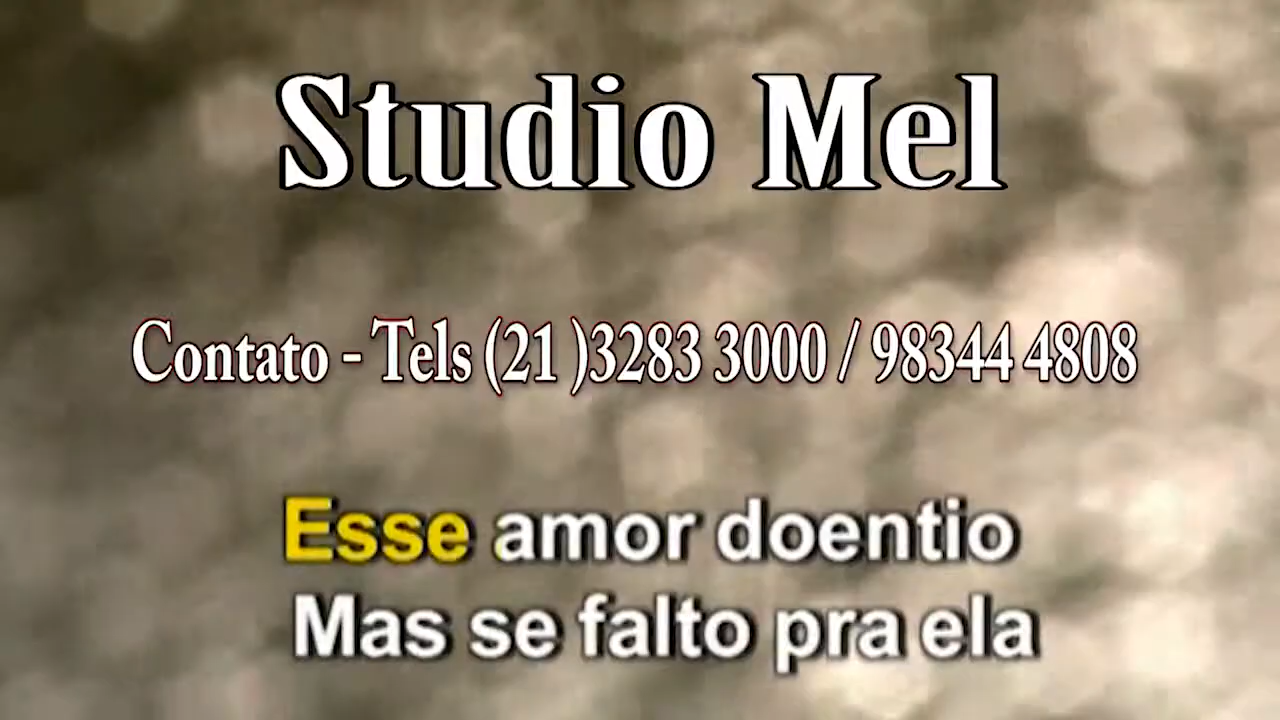 Studio Mel
Contato - Tels (21 )3283 3000 / 98344 4808
Esse amor doentio
Mas se falto pra ela